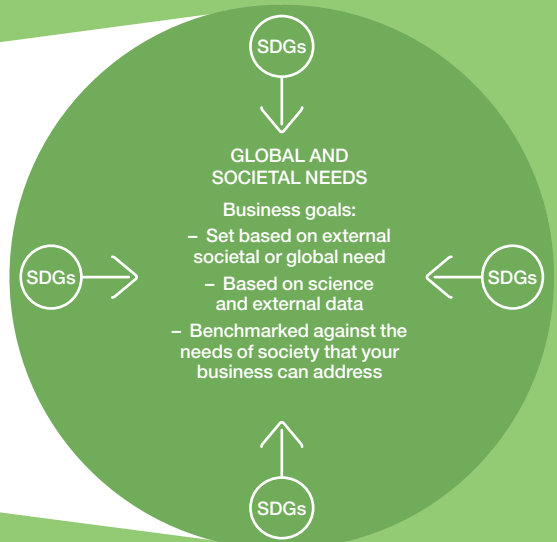 SDGs
GLOBAL AND
SOCIETAL NEEDS
Business goals:
– Set based on external
societal or global need
– Based on science
and external data
– Benchmarked against the
needs of society that your
business can address
SDGs
SDGs
SDGs